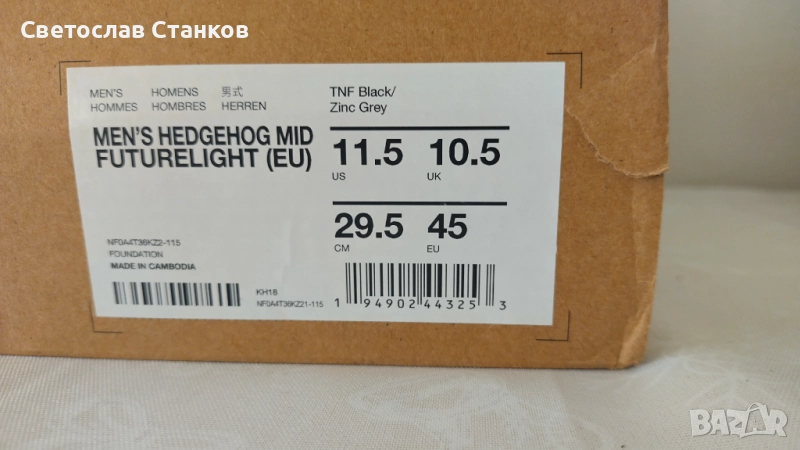 Светослав Станков
MEN'S HOMENS 男式
HOMMES HOMBRES HERREN
MEN'S HEDGEHOG MID
FUTURELIGHT (EU)
NF0A4T36KZ2-115
FOUNDATION
MADE IN CAMBODIA
KH18
NF0A4T36KZ21-115
TNF Black/
Zinc Grey
11.5 10.5
US UK
29.5 45
CM EU
1 94902 44325 3
BAZAR